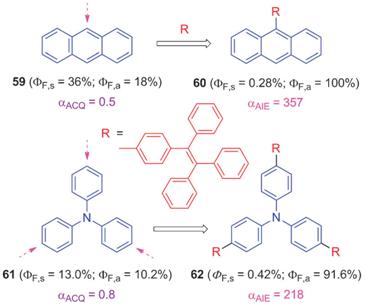 R
R
59 (ΦF,s = 36%; ΦF,a = 18%)
60 (ΦF,s = 0.28%; ΦF,a = 100%)
αACQ = 0.5
αAIE = 357
R =
R
N
N
R
R
61 (ΦF,s = 13.0%; ΦF,a = 10.2%)
62 (ΦF,s = 0.42%; ΦF,a = 91.6%)
αACQ = 0.8
αAIE = 218